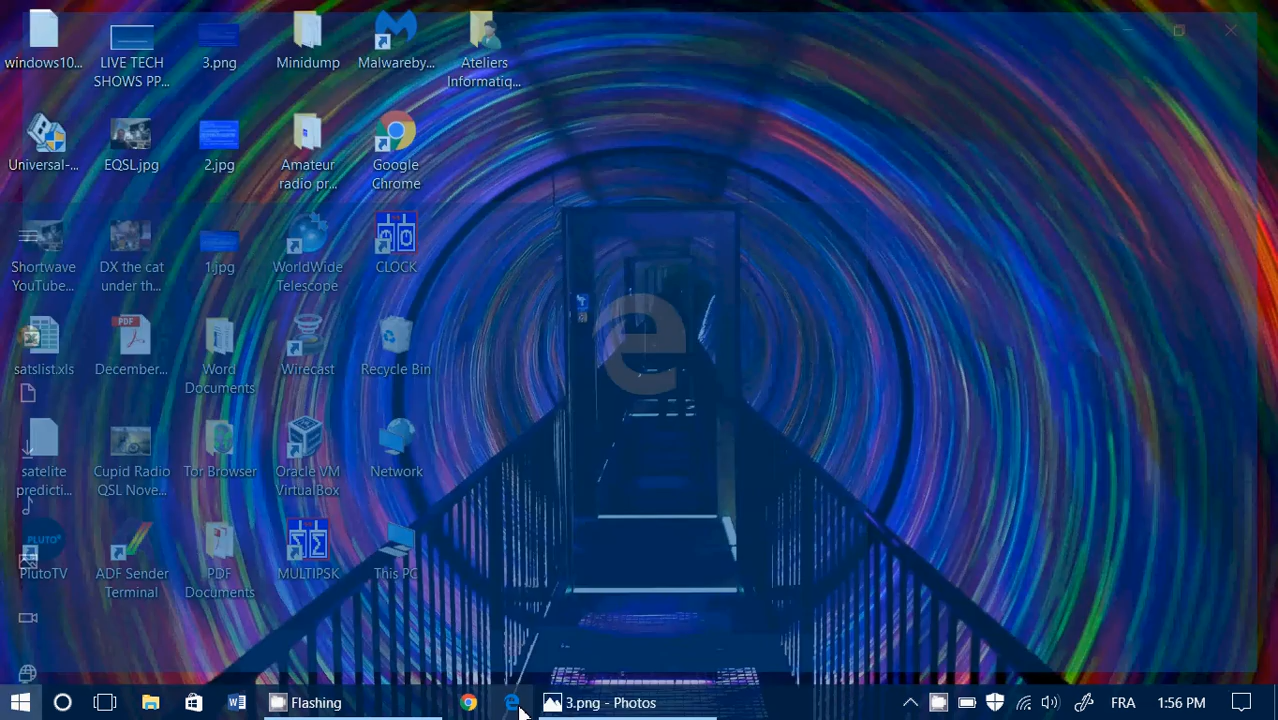 windows10...
LIVE TECH
SHOWS PP...
3.png
Minidump
Malwareby...
Ateliers
Informatiq...
Universal-...
EQSL.jpg
2.jpg
Amateur
radio pr...
Google
Chrome
Shortwave
YouTube...
DX the cat
under th...
1.jpg
WorldWide
Telescope
CLOCK
satslist.xls
PDF
December...
Word
Documents
Wirecast
Recycle Bin
satelite
predicti...
Cupid Radio
QSL Nove...
Tor Browser
Oracle VM
VirtualBox
Network
PLUTO
PlutoTV
ADF Sender
Terminal
PDF
Documents
MULTIPSK
This PC
Flashing
3.png - Photos
FRA
1:56 PM